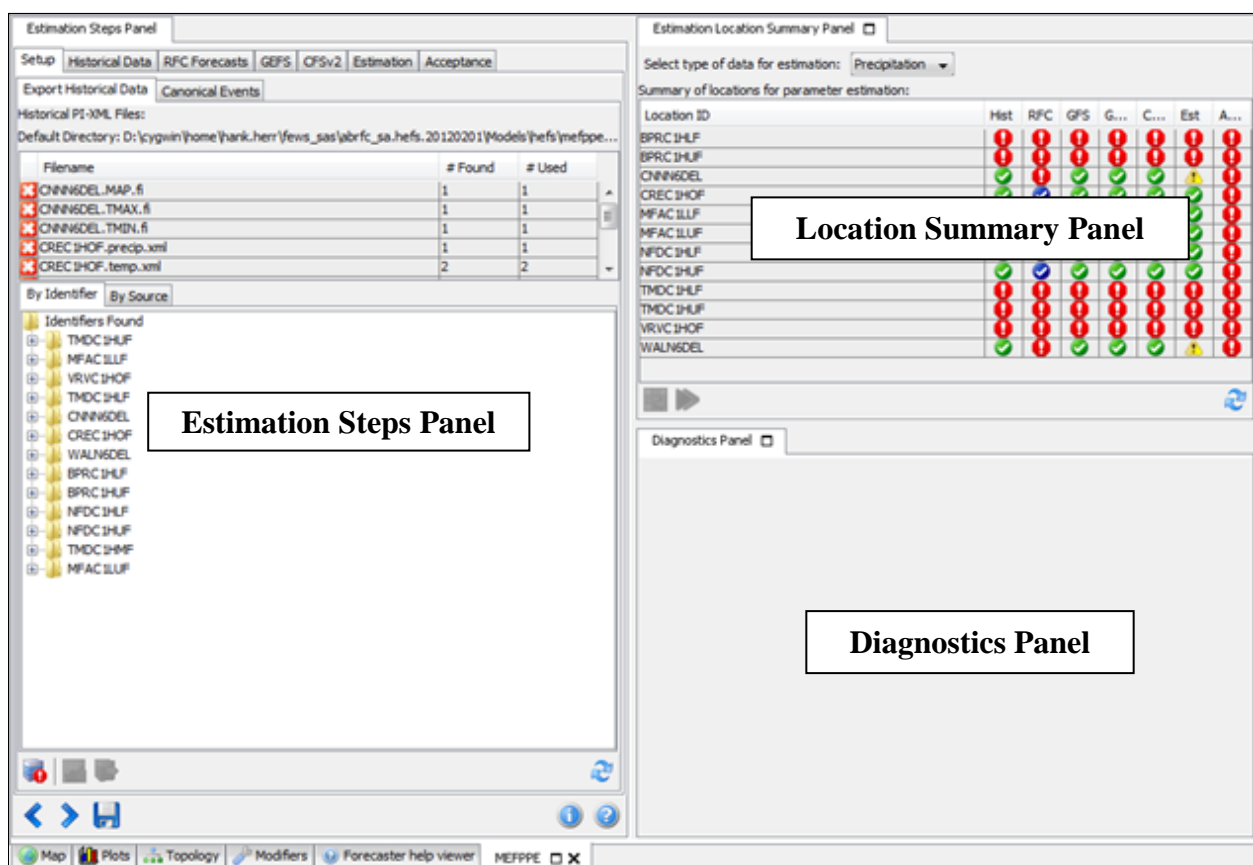 Estimation Steps Panel
Setup Historical Data RFC Forecasts GEFS CFSv2 Estimation Acceptance
Export Historical Data Canonical Events
Historical PI-XML Files:
Default Directory: D:\cygwin\home\hank.herr\fews_sas\abrfc_sa.hefs.20120201\Models\hefs\mefppe...
Filename # Found # Used
CNNN6DEL.MAP.fi 1 1
CNNN6DEL.TMAX.fi 1 1
CNNN6DEL.TMIN.fi 1 1
CREC1HOF.precip.xml 1 1
CREC1HOF.temp.xml 2 2
By Identifier By Source
Identifiers Found
TMDC1HUF
MFAC1LLF
VRVC1HOF
TMDC1HLF
CNNN6DEL
CREC1HOF
WALN6DEL
BPRC1HLF
BPRC1HUF
NFDC1HLF
NFDC1HUF
TMDC1HMF
MFAC1LUF
Estimation Steps Panel
Estimation Location Summary Panel
Select type of data for estimation: Precipitation
Summary of locations for parameter estimation:
Location ID Hist RFC GFS G... C... Est A...
BPRC1HLF
BPRC1HUF
CNNN6DEL
CREC1HOF
MFAC1LLF
MFAC1LUF
NFDC1HLF
NFDC1HUF
TMDC1HLF
TMDC1HUF
VRVC1HOF
WALN6DEL
Location Summary Panel
Diagnostics Panel
Diagnostics Panel
Map Plots Topology Modifiers Forecaster help viewer MEFPPE